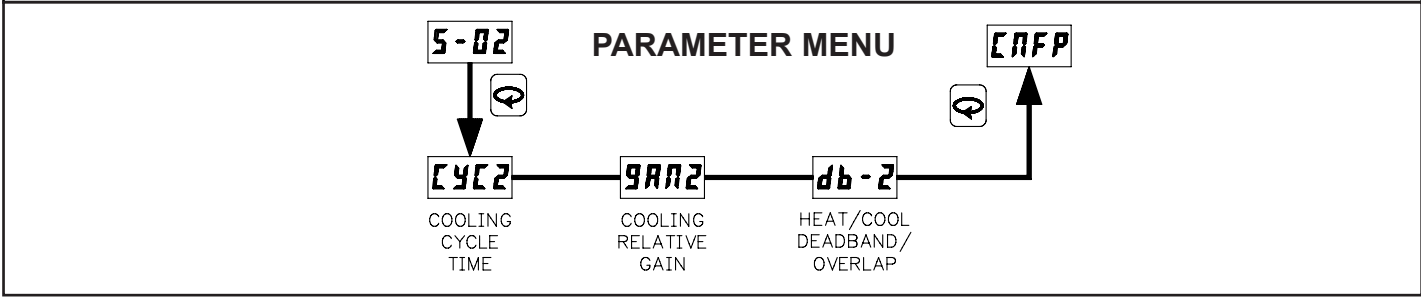 5-02
PARAMETER MENU
CNFP
CYC2
gAN2
db-2
COOLING
CYCLE
TIME
COOLING
RELATIVE
GAIN
HEAT/COOL
DEADBAND/
OVERLAP